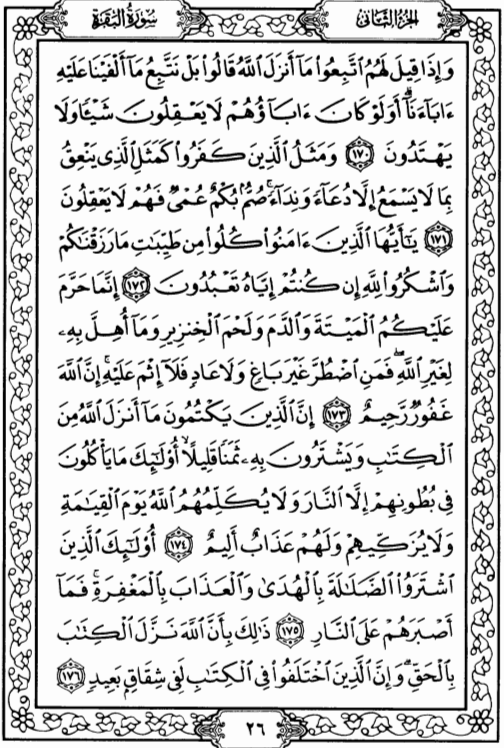 الجزء الثاني
سورة البقرة
وَإِذَا قِيلَ لَهُمُ ٱتَّبِعُوا۟ مَآ أَنزَلَ ٱللَّهُ قَالُوا۟ بَلْ نَتَّبِعُ مَآ أَلْفَيْنَا عَلَيْهِ
ءَابَآءَنَآ ۗ أَوَلَوْ كَانَ ءَابَآؤُهُمْ لَا يَعْقِلُونَ شَيْـًٔا وَلَا
يَهْتَدُونَ ١٧٠ وَمَثَلُ ٱلَّذِينَ كَفَرُوا۟ كَمَثَلِ ٱلَّذِى يَنْعِقُ
بِمَا لَا يَسْمَعُ إِلَّا دُعَآءً وَنِدَآءً ۚ صُمٌّۢ بُكْمٌ عُمْىٌ فَهُمْ لَا يَعْقِلُونَ
١٧١ يَـٰٓأَيُّهَا ٱلَّذِينَ ءَامَنُوا۟ كُلُوا۟ مِن طَيِّبَـٰتِ مَا رَزَقْنَـٰكُمْ
وَٱشْكُرُوا۟ لِلَّهِ إِن كُنتُمْ إِيَّاهُ تَعْبُدُونَ ١٧٢ إِنَّمَا حَرَّمَ
عَلَيْكُمُ ٱلْمَيْتَةَ وَٱلدَّمَ وَلَحْمَ ٱلْخِنزِيرِ وَمَآ أُهِلَّ بِهِۦ
لِغَيْرِ ٱللَّهِ ۖ فَمَنِ ٱضْطُرَّ غَيْرَ بَاغٍ وَلَا عَادٍ فَلَآ إِثْمَ عَلَيْهِ ۚ إِنَّ ٱللَّهَ
غَفُورٌ رَّحِيمٌ ١٧٣ إِنَّ ٱلَّذِينَ يَكْتُمُونَ مَآ أَنزَلَ ٱللَّهُ مِنَ
ٱلْكِتَـٰبِ وَيَشْتَرُونَ بِهِۦ ثَمَنًا قَلِيلًا ۙ أُو۟لَـٰٓئِكَ مَا يَأْكُلُونَ
فِى بُطُونِهِمْ إِلَّا ٱلنَّارَ وَلَا يُكَلِّمُهُمُ ٱللَّهُ يَوْمَ ٱلْقِيَـٰمَةِ
وَلَا يُزَكِّيهِمْ وَلَهُمْ عَذَابٌ أَلِيمٌ ١٧٤ أُو۟لَـٰٓئِكَ ٱلَّذِينَ
ٱشْتَرَوُا۟ ٱلضَّلَـٰلَةَ بِٱلْهُدَىٰ وَٱلْعَذَابَ بِٱلْمَغْفِرَةِ ۚ فَمَآ
أَصْبَرَهُمْ عَلَى ٱلنَّارِ ١٧٥ ذَٰلِكَ بِأَنَّ ٱللَّهَ نَزَّلَ ٱلْكِتَـٰبَ
بِٱلْحَقِّ ۗ وَإِنَّ ٱلَّذِينَ ٱخْتَلَفُوا۟ فِى ٱلْكِتَـٰبِ لَفِى شِقَاقٍۭ بَعِيدٍ ١٧٦
٢٦